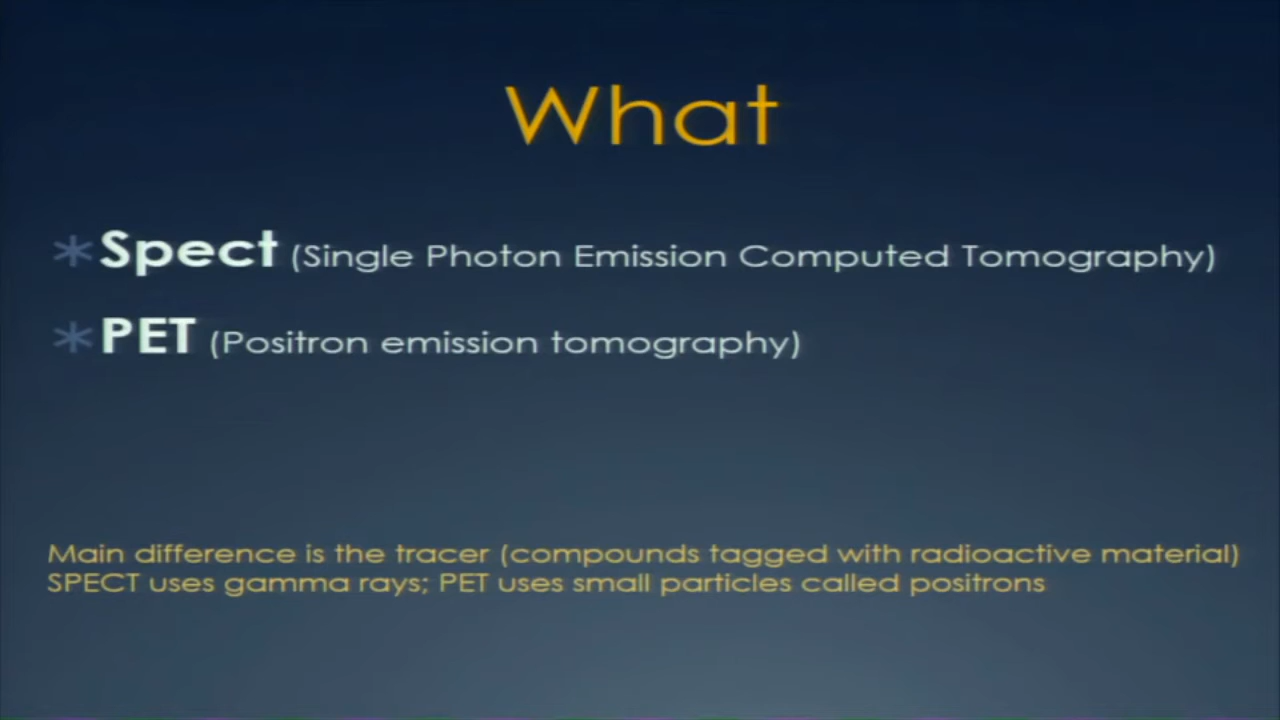 What
* Spect (Single Photon Emission Computed Tomography)
* PET (Positron emission tomography)
Main difference is the tracer (compounds tagged with radioactive material)
SPECT uses gamma rays; PET uses small particles called positrons